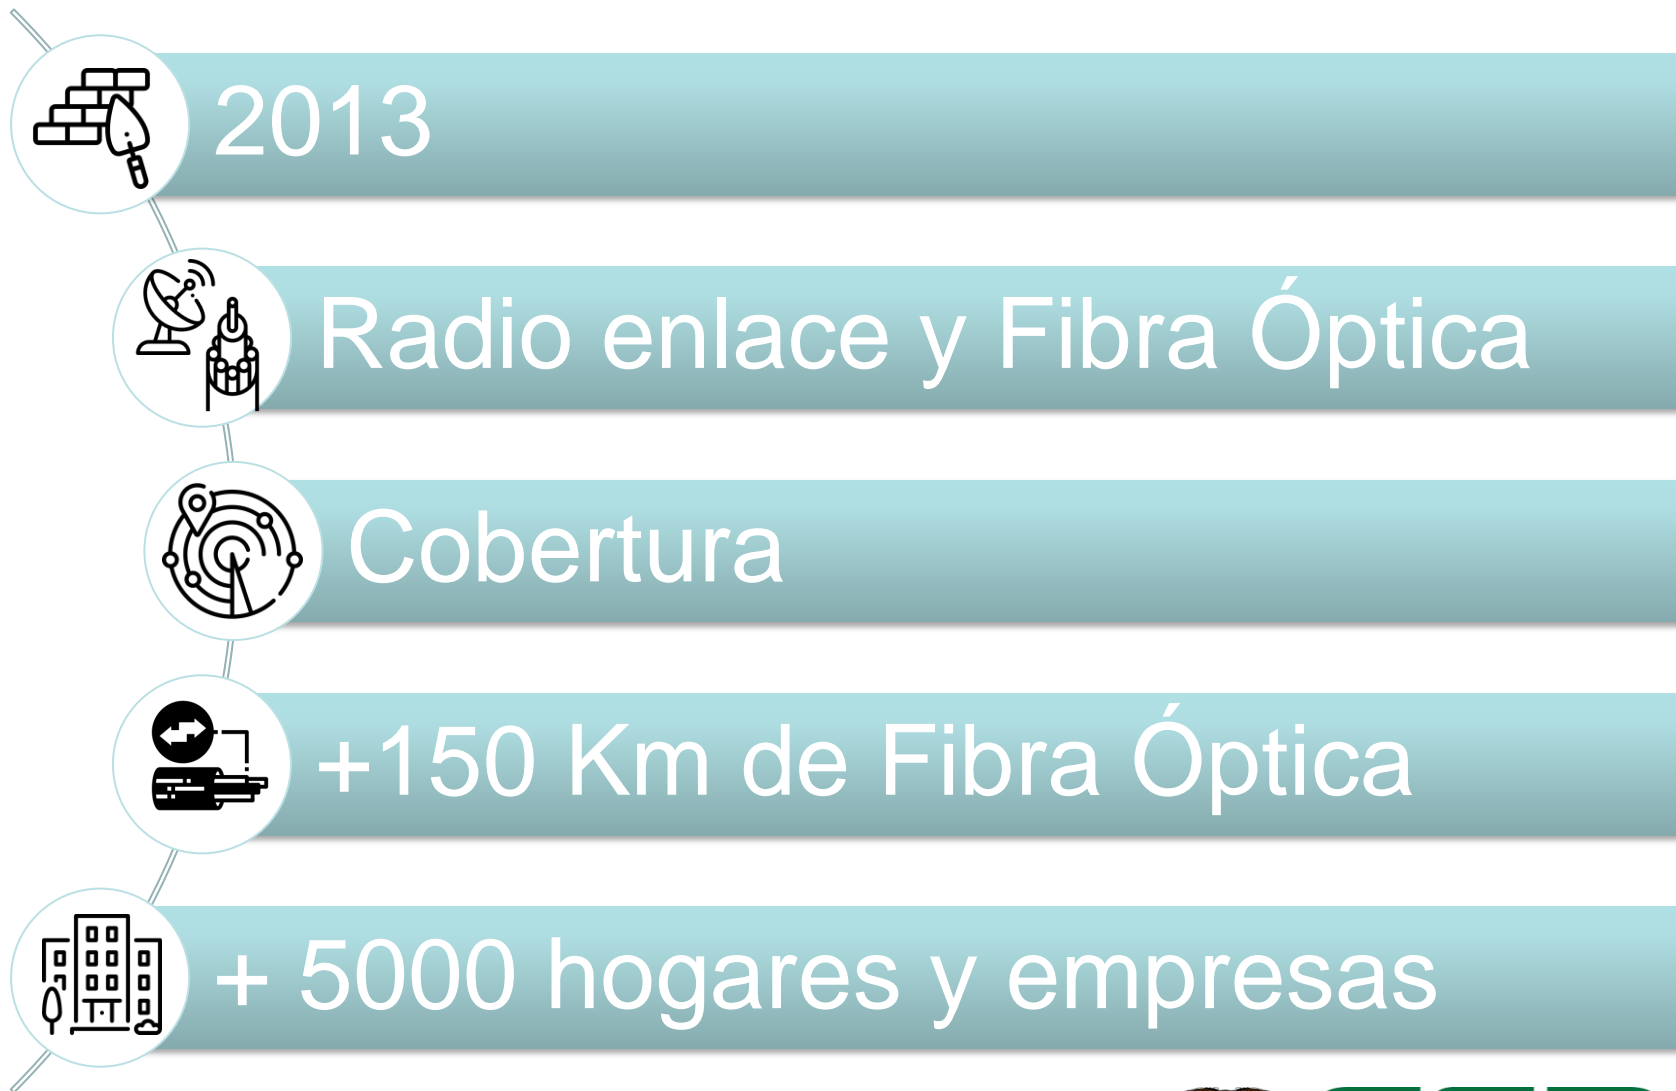 2013
Radio enlace y Fibra Óptica
Cobertura
+150 Km de Fibra Óptica
+ 5000 hogares y empresas